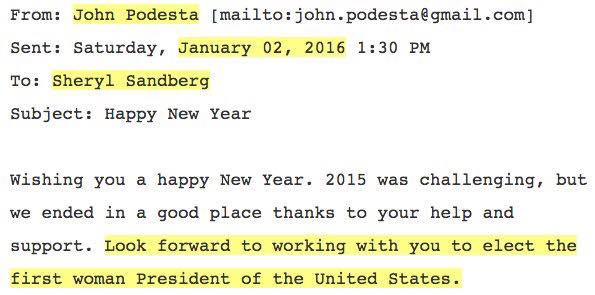 From: John Podesta [mailto:john.podesta@gmail.com]
Sent: Saturday, January 02, 2016 1:30 PM
To: Sheryl Sandberg
Subject: Happy New Year
Wishing you a happy New Year. 2015 was challenging, but
we ended in a good place thanks to your help and
support. Look forward to working with you to elect the
first woman President of the United States.